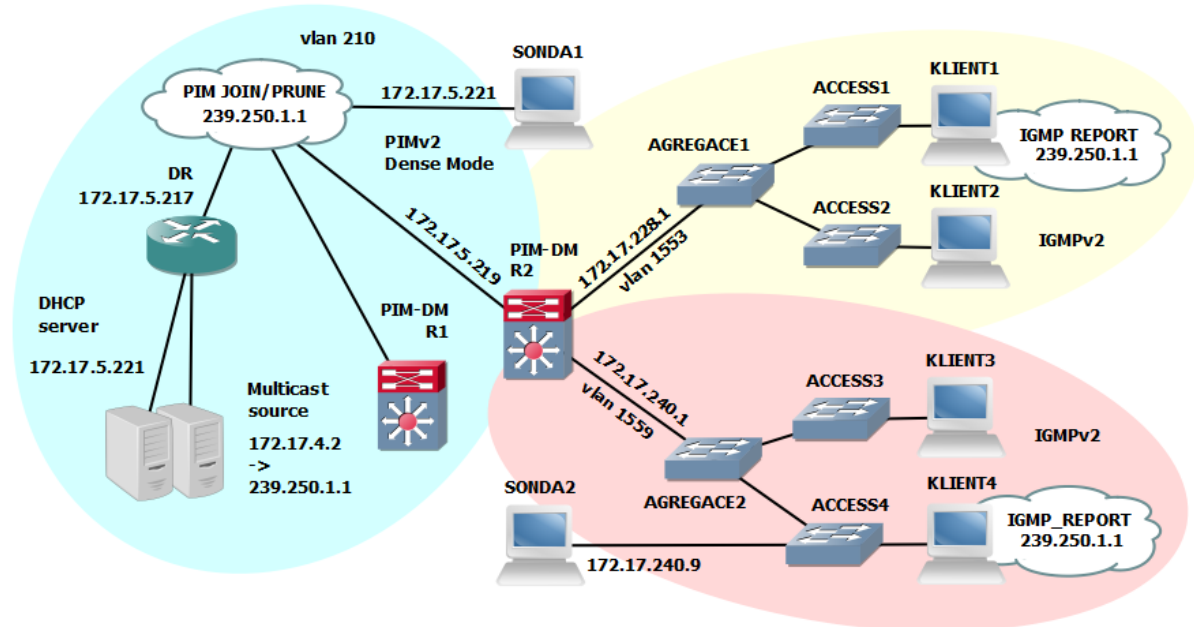 vlan 210
PIM JOIN/PRUNE
239.250.1.1
172.17.5.221
SONDA1
PIMv2
Dense Mode
DR
172.17.5.217
172.17.5.219
DHCP
server
172.17.5.221
Multicast
source
172.17.4.2
->
239.250.1.1
PIM-DM
R1
PIM-DM
R2
172.17.228.1
vlan 1553
AGREGACE1
ACCESS1
KLIENT1
IGMP REPORT
239.250.1.1
ACCESS2
KLIENT2
IGMPv2
172.17.240.1
vlan 1559
AGREGACE2
ACCESS3
KLIENT3
IGMPv2
ACCESS4
KLIENT4
IGMP_REPORT
239.250.1.1
SONDA2
172.17.240.9